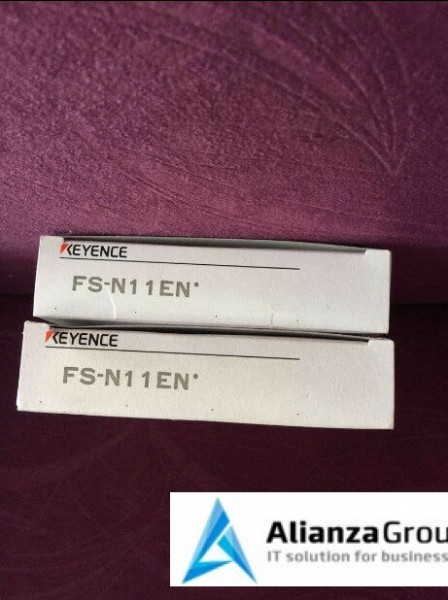 KEYENCE
FS-N11EN*
KEYENCE
FS-N11EN*
AlianzaGrou
IT solution for business